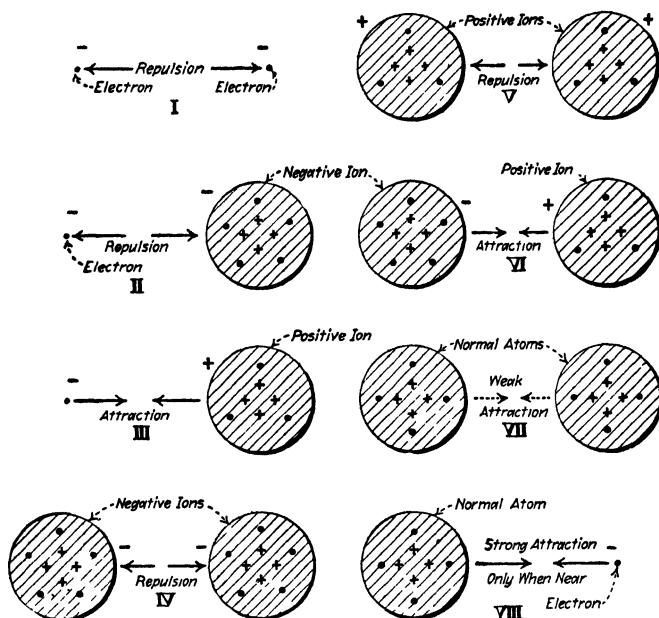 - -
Repulsion
Electron Electron
I
+ Positive Ions +
+ + + + + + + +
Repulsion
V
- Negative Ion
- -
+ + + +
Repulsion
Electron
II
Positive Ion
- +
+ + + + + + + +
Attraction
VI
Positive Ion
- +
+ + + +
Attraction
III
Normal Atoms
+ + + + + + + +
Weak
Attraction
VII
Negative Ions
- -
+ + + + + + + +
Repulsion
IV
Normal Atom
+ + + +
Strong Attraction
-
Only When Near
Electron
VIII